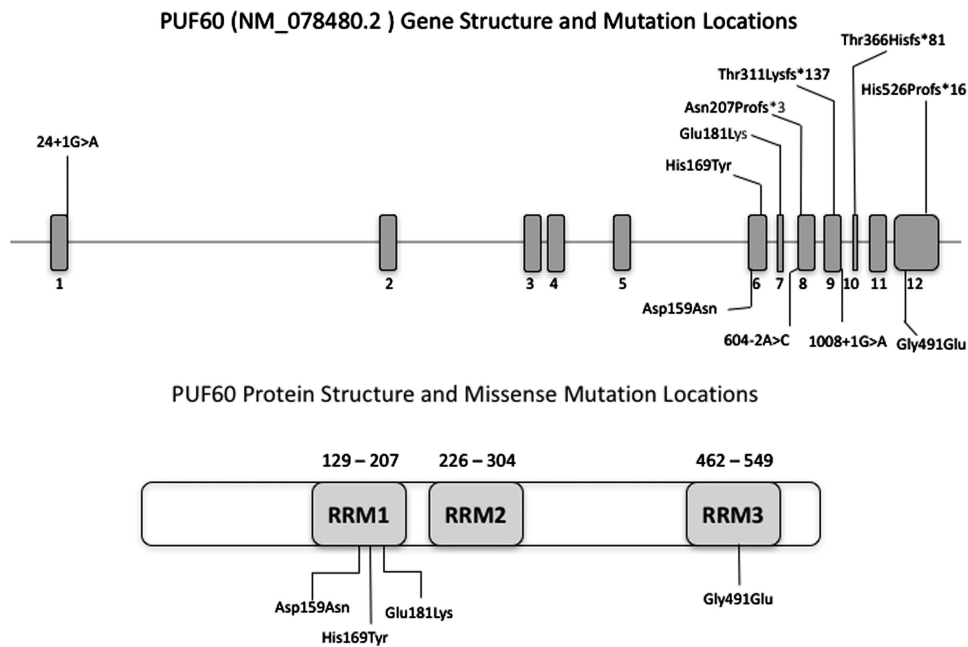 PUF60 (NM_078480.2 ) Gene Structure and Mutation Locations
Thr366Hisfs*81
Thr311Lysfs*137
His526Profs*16
Asn207Profs*3
Glu181Lys
24+1G>A
His169Tyr
1 2 3 4 5 6 7 8 9 10 11 12
Asp159Asn
604-2A>C
1008+1G>A
Gly491Glu
PUF60 Protein Structure and Missense Mutation Locations
129 – 207 226 – 304 462 – 549
RRM1 RRM2 RRM3
Asp159Asn
Glu181Lys
Gly491Glu
His169Tyr